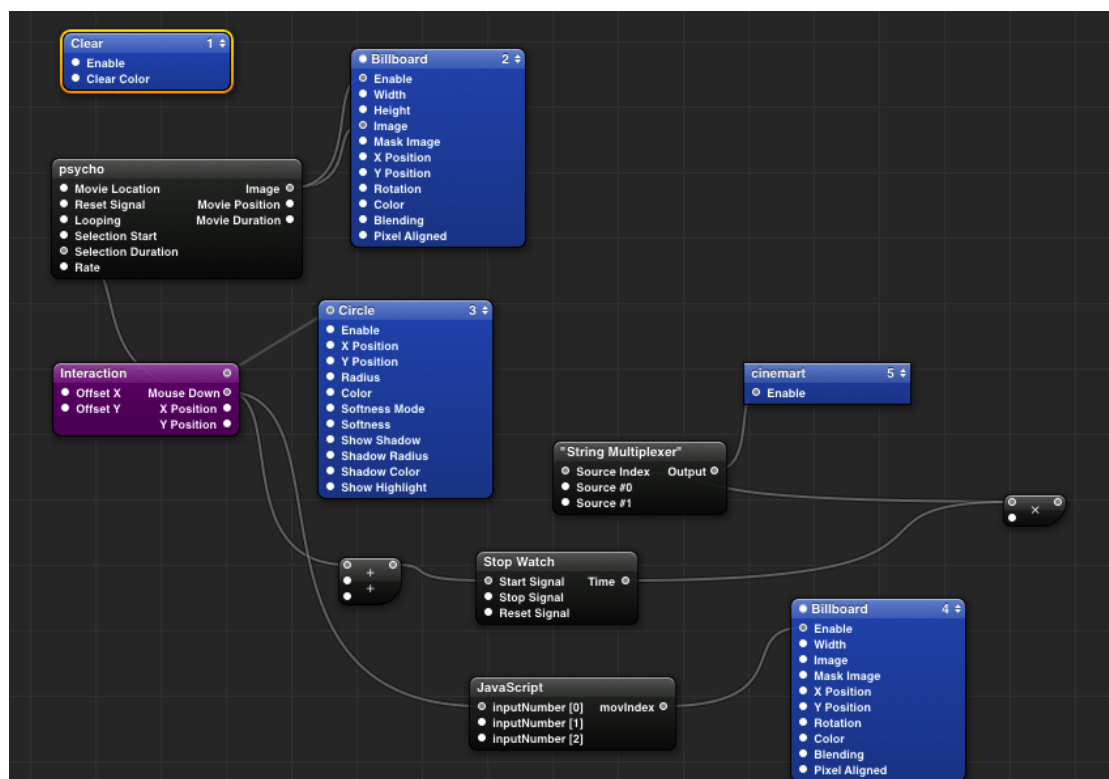 Clear 1
Enable
Clear Color
Billboard 2
Enable
Width
Height
Image
Mask Image
X Position
Y Position
Rotation
Color
Blending
Pixel Aligned
psycho
Movie Location Image
Reset Signal Movie Position
Looping Movie Duration
Selection Start
Selection Duration
Rate
Circle 3
Enable
X Position
Y Position
Radius
Color
Softness Mode
Softness
Show Shadow
Shadow Radius
Shadow Color
Show Highlight
Interaction
Offset X Mouse Down
Offset Y X Position
Y Position
cinemart 5
Enable
"String Multiplexer"
Source Index Output
Source #0
Source #1
×
+
+
Stop Watch
Start Signal Time
Stop Signal
Reset Signal
Billboard 4
Enable
Width
Image
Mask Image
X Position
Y Position
Rotation
Color
Blending
Pixel Aligned
JavaScript
inputNumber [0] movIndex
inputNumber [1]
inputNumber [2]